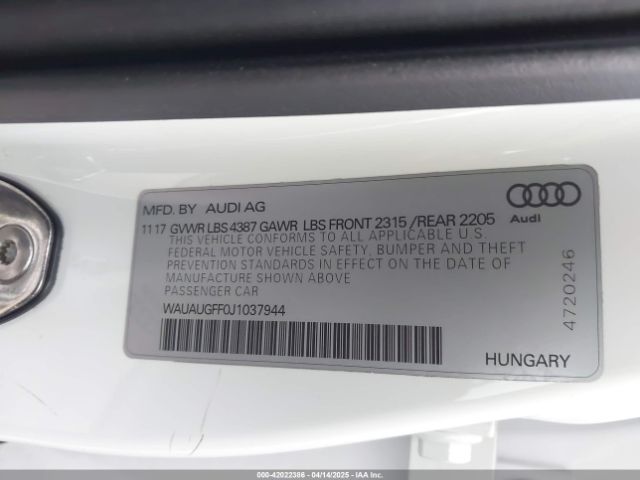 MFD. BY AUDI AG
11 17 GVWR LBS 4387 GAWR LBS FRONT 2315 /REAR 2205
THIS VEHICLE CONFORMS TO ALL APPLICABLE U.S.
FEDERAL MOTOR VEHICLE SAFETY, BUMPER AND THEFT
PREVENTION STANDARDS IN EFFECT ON THE DATE OF
MANUFACTURE SHOWN ABOVE
PASSENGER CAR
WAUAUGFF0J1037944
Audi
4720246
HUNGARY
000-42022386 - 04/14/2025 - IAA Inc.